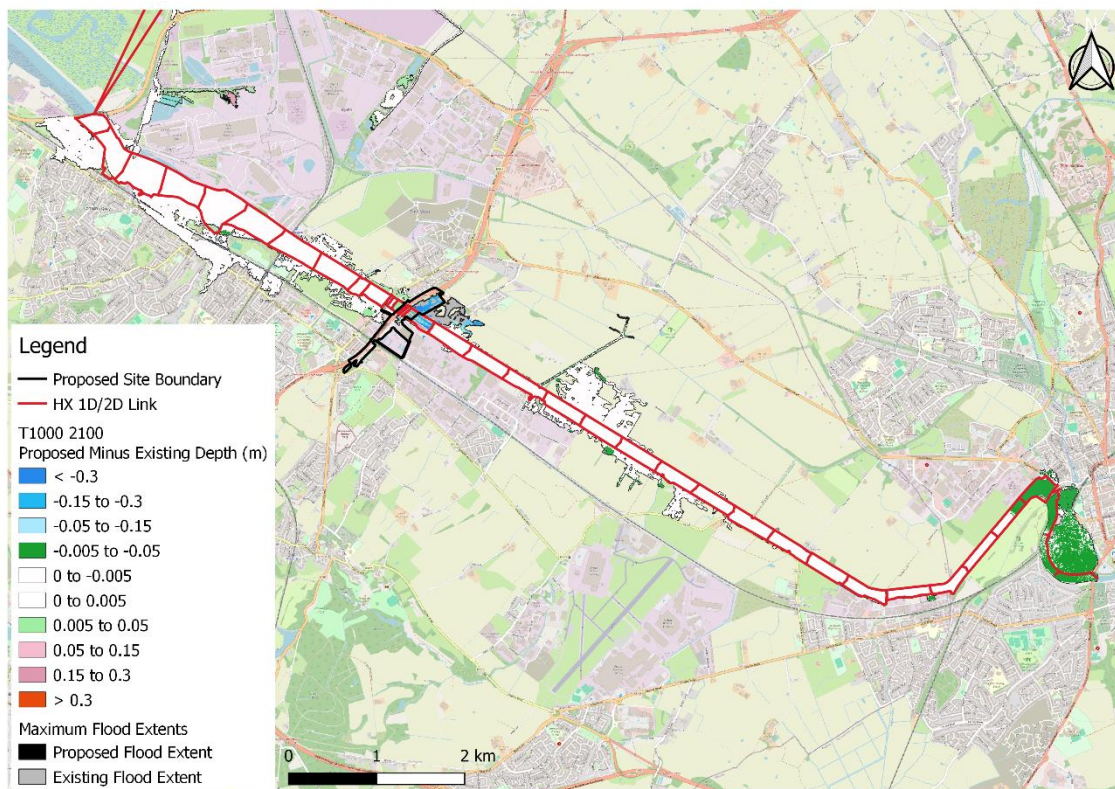 N
Legend
Proposed Site Boundary
HX 1D/2D Link
T1000 2100
Proposed Minus Existing Depth (m)
< -0.3
-0.15 to -0.3
-0.05 to -0.15
-0.005 to -0.05
0 to -0.005
0 to 0.005
0.005 to 0.05
0.05 to 0.15
0.15 to 0.3
> 0.3
Maximum Flood Extents
Proposed Flood Extent
Existing Flood Extent
0 1 2 km